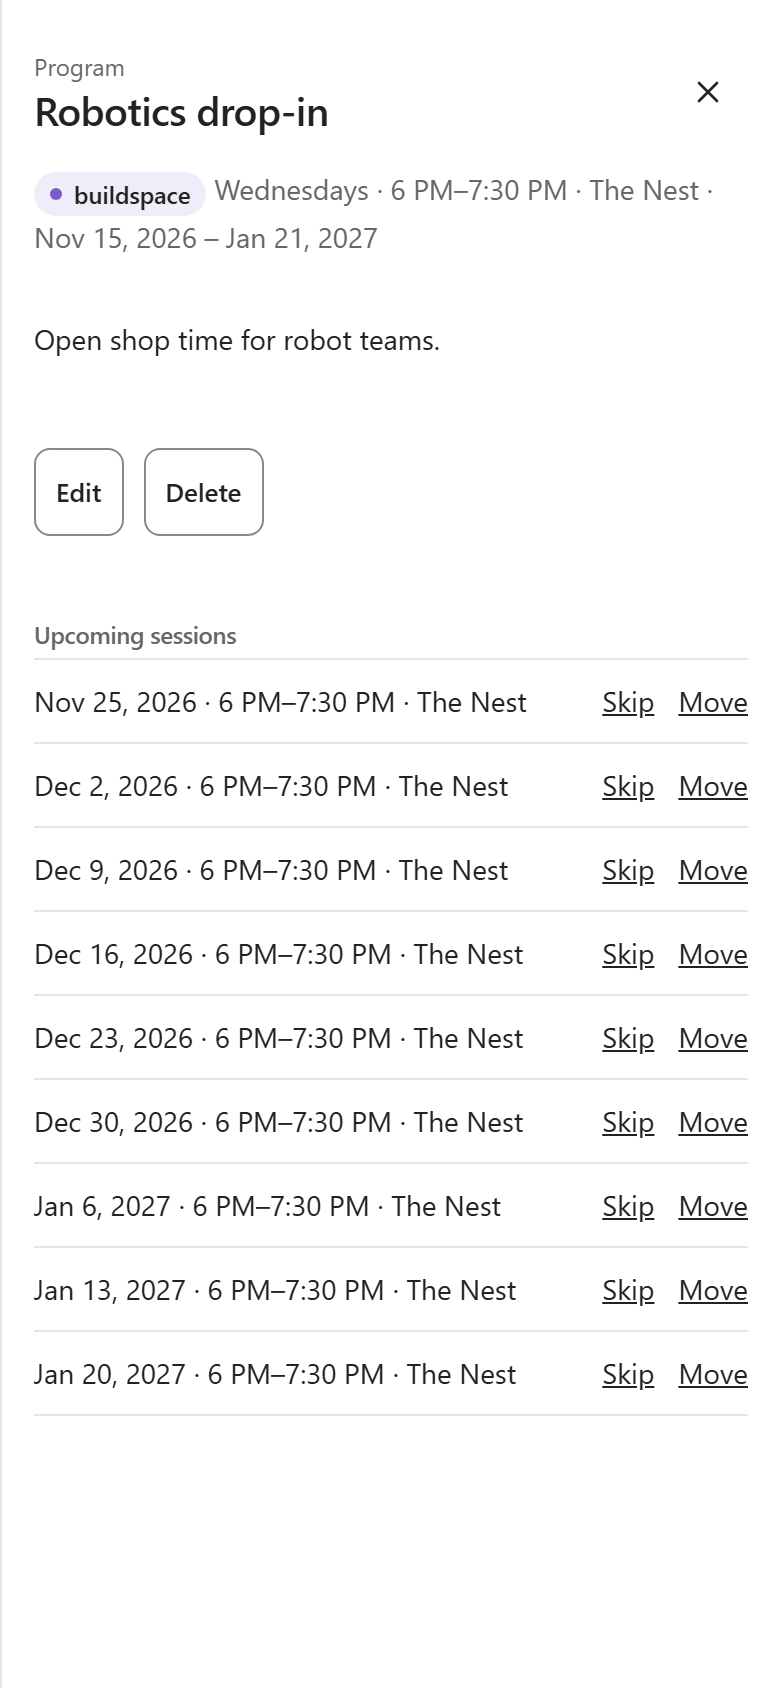 Program
Robotics drop-in
buildspace Wednesdays · 6 PM–7:30 PM · The Nest ·
Nov 15, 2026 – Jan 21, 2027
Open shop time for robot teams.
Edit Delete
Upcoming sessions
Nov 25, 2026 · 6 PM–7:30 PM · The Nest Skip Move
Dec 2, 2026 · 6 PM–7:30 PM · The Nest Skip Move
Dec 9, 2026 · 6 PM–7:30 PM · The Nest Skip Move
Dec 16, 2026 · 6 PM–7:30 PM · The Nest Skip Move
Dec 23, 2026 · 6 PM–7:30 PM · The Nest Skip Move
Dec 30, 2026 · 6 PM–7:30 PM · The Nest Skip Move
Jan 6, 2027 · 6 PM–7:30 PM · The Nest Skip Move
Jan 13, 2027 · 6 PM–7:30 PM · The Nest Skip Move
Jan 20, 2027 · 6 PM–7:30 PM · The Nest Skip Move